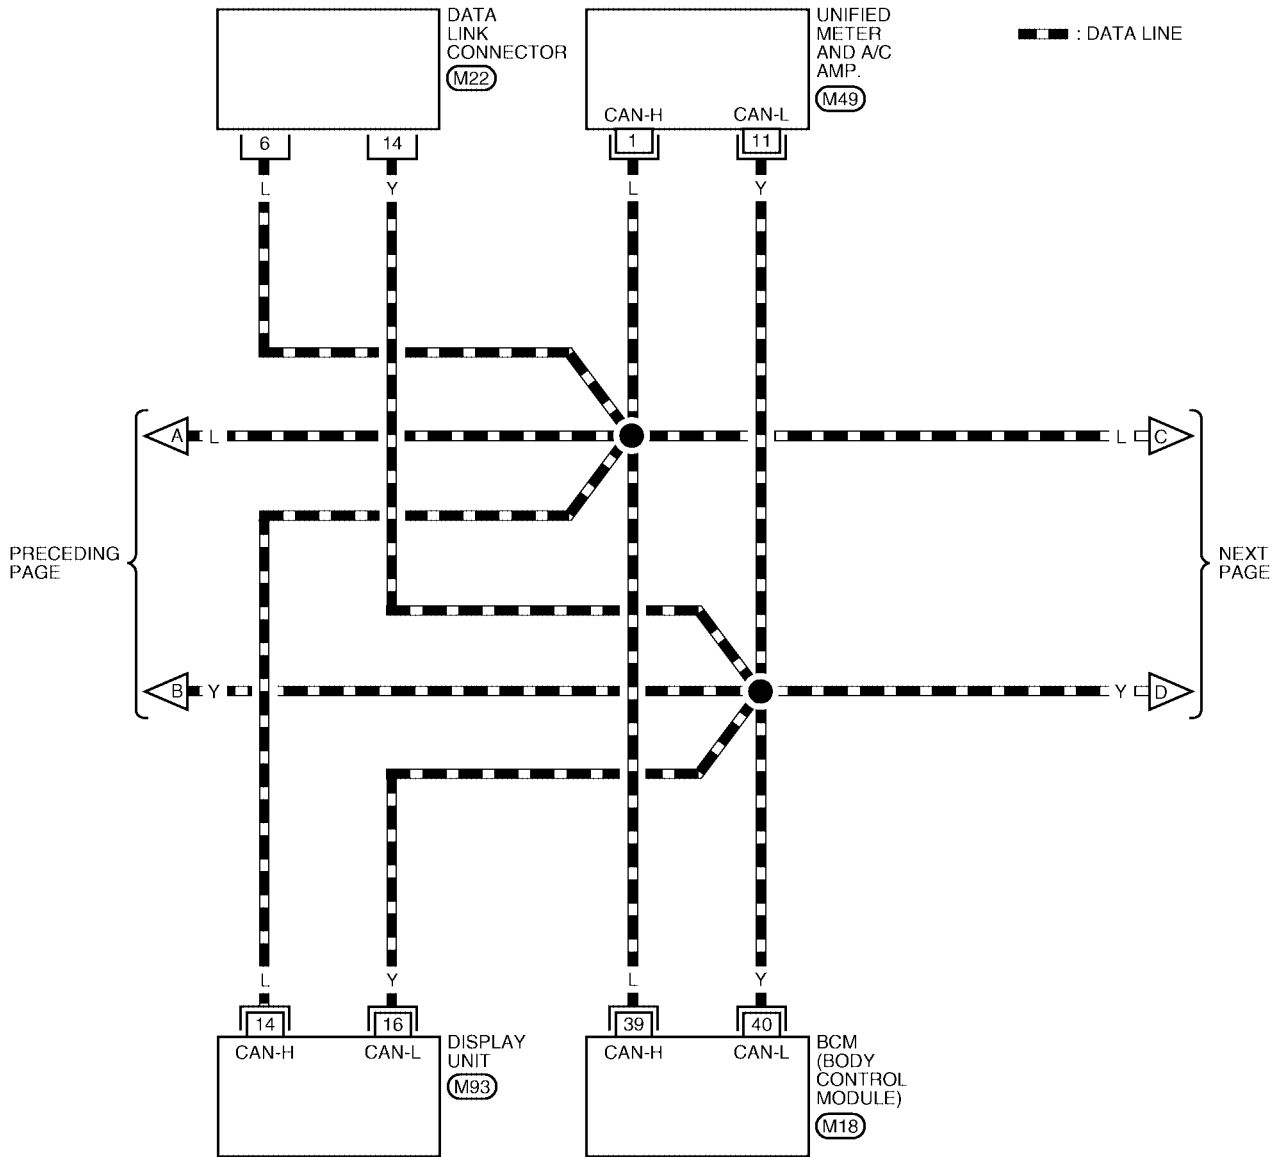 DATA
LINK
CONNECTOR
M22
UNIFIED
METER
AND A/C
AMP.
M49
: DATA LINE
CAN-H
CAN-L
6
14
1
11
L
Y
L
Y
A
L
L
C
PRECEDING
PAGE
NEXT
PAGE
B
Y
Y
D
L
Y
L
Y
14
16
39
40
CAN-H
CAN-L
DISPLAY
UNIT
M93
CAN-H
CAN-L
BCM
(BODY
CONTROL
MODULE)
M18